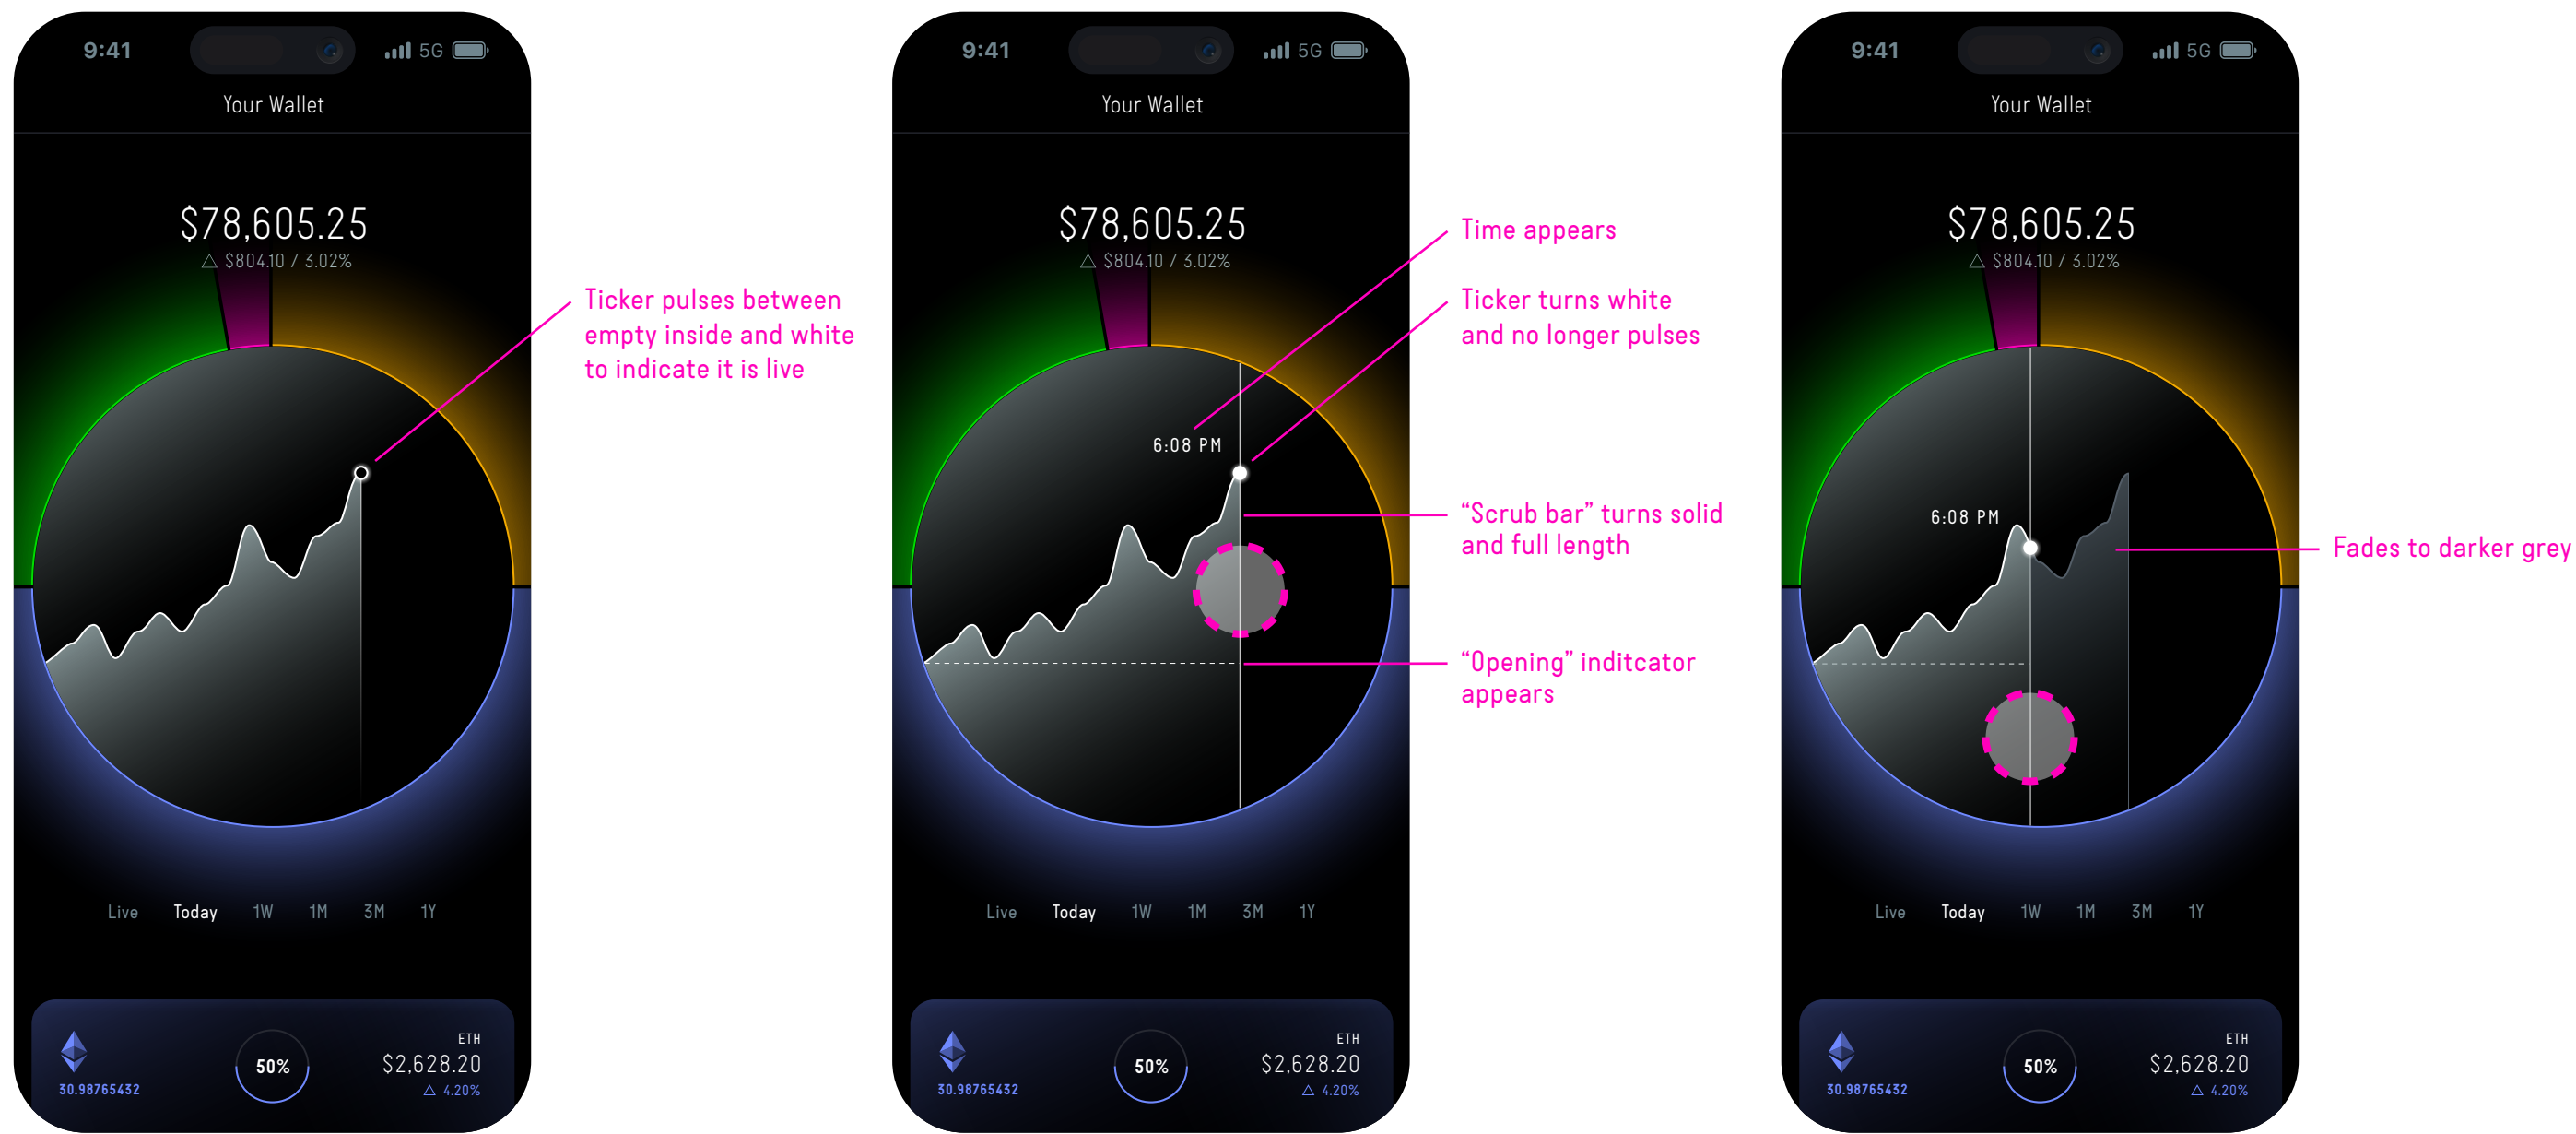 9:41
5G
Your Wallet
$78,605.25
△ $804.10 / 3.02%
Ticker pulses between
empty inside and white
to indicate it is live
Live Today 1W 1M 3M 1Y
30.98765432
50%
ETH
$2,628.20
△ 4.20%
9:41
5G
Your Wallet
$78,605.25
△ $804.10 / 3.02%
Time appears
Ticker turns white
and no longer pulses
6:08 PM
“Scrub bar” turns solid
and full length
“Opening” inditcator
appears
Live Today 1W 1M 3M 1Y
30.98765432
50%
ETH
$2,628.20
△ 4.20%
9:41
5G
Your Wallet
$78,605.25
△ $804.10 / 3.02%
6:08 PM
Fades to darker grey
Live Today 1W 1M 3M 1Y
30.98765432
50%
ETH
$2,628.20
△ 4.20%